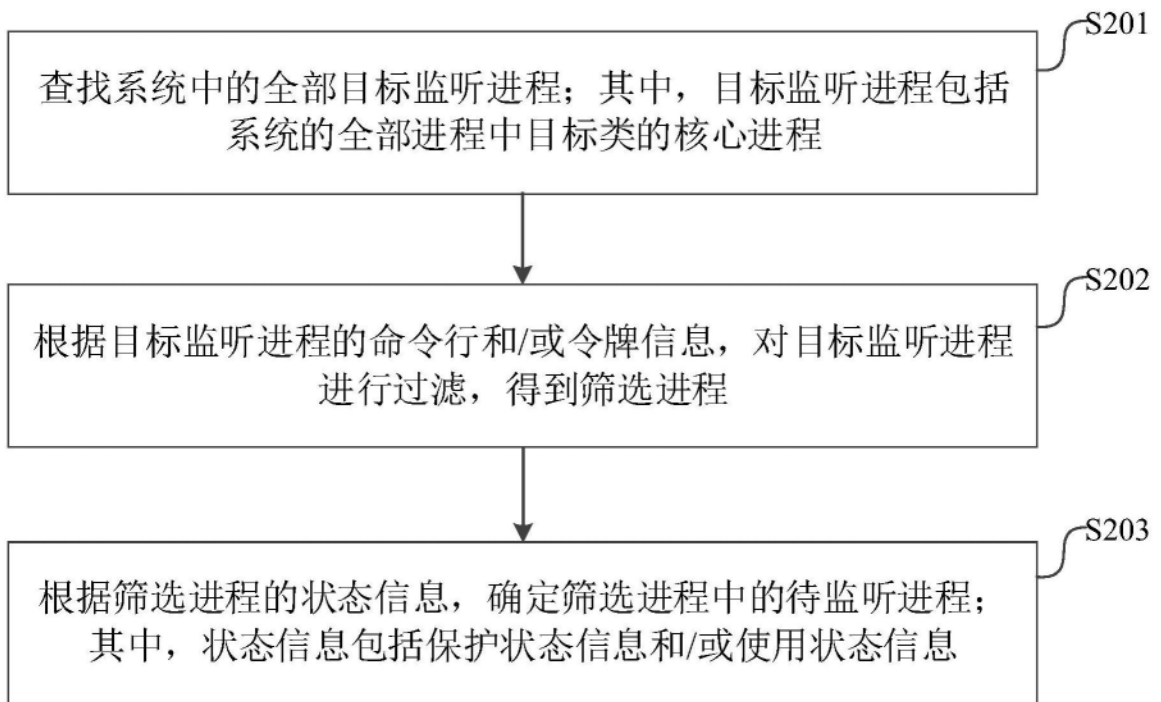 S201
查找系统中的全部目标监听进程；其中，目标监听进程包括
系统的全部进程中目标类的核心进程
S202
根据目标监听进程的命令行和/或令牌信息，对目标监听进程
进行过滤，得到筛选进程
S203
根据筛选进程的状态信息，确定筛选进程中的待监听进程；
其中，状态信息包括保护状态信息和/或使用状态信息